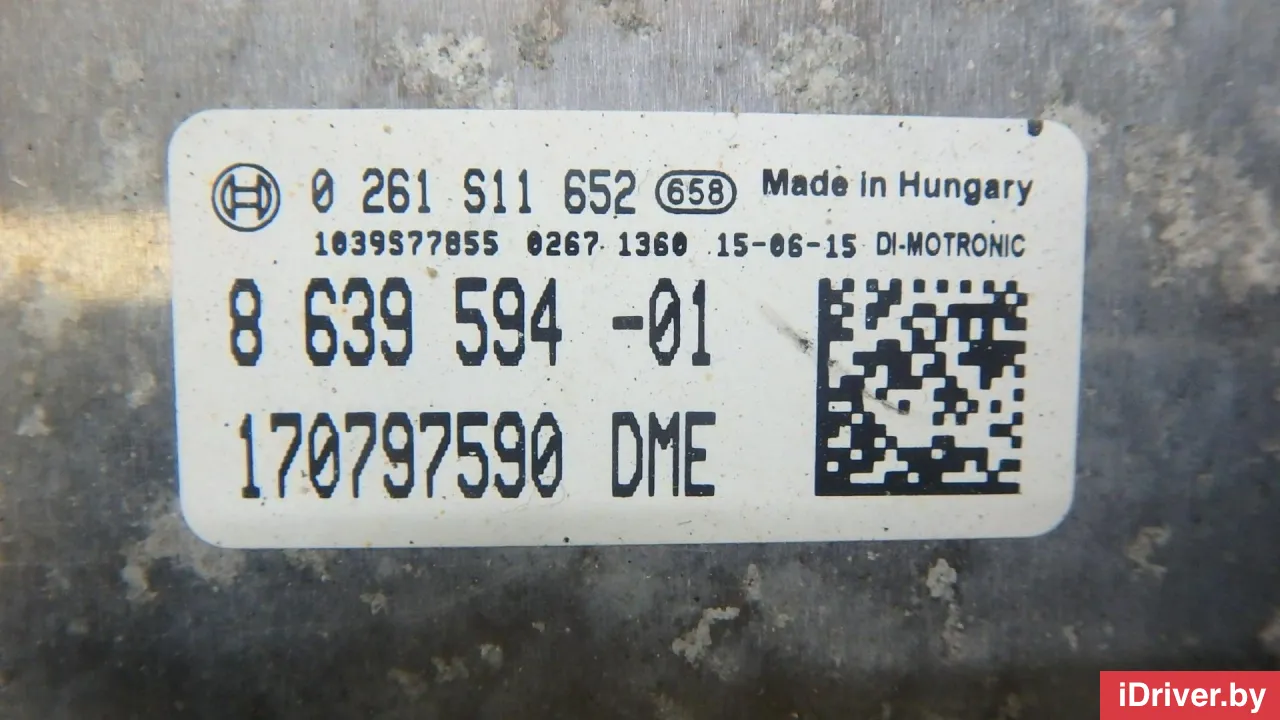 0 261 S11 652 658 Made in Hungary
1039S77855 0267 1360 15-06-15 DI-MOTRONIC
8 639 594 -01
170797590 DME
iDriver.by